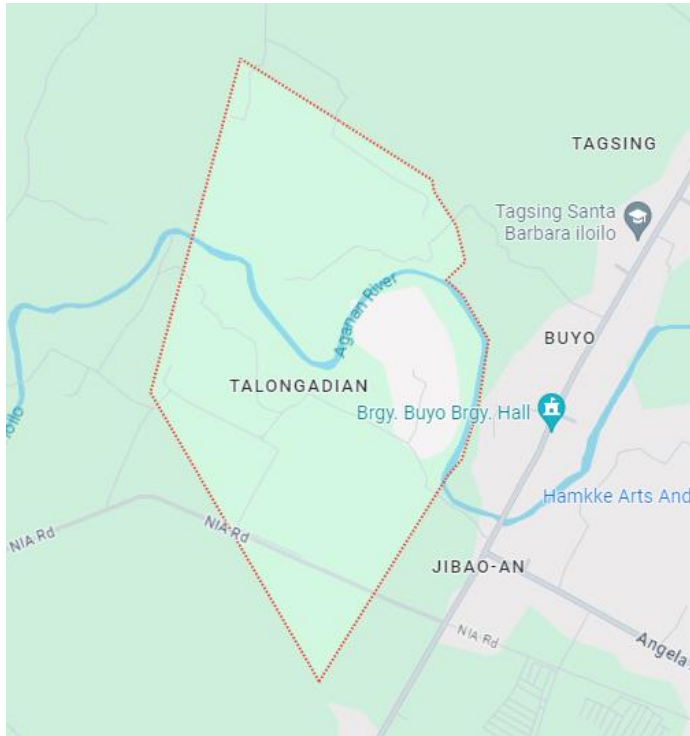 TAGSING
Tagsing Santa
Barbara iloilo
Aganan River
BUYO
TALONGADIAN
Brgy. Buyo Brgy. Hall
iloilo
Hamkke Arts And
NIA Rd
NIA Rd
JIBAO-AN
NIA Rd
Angela